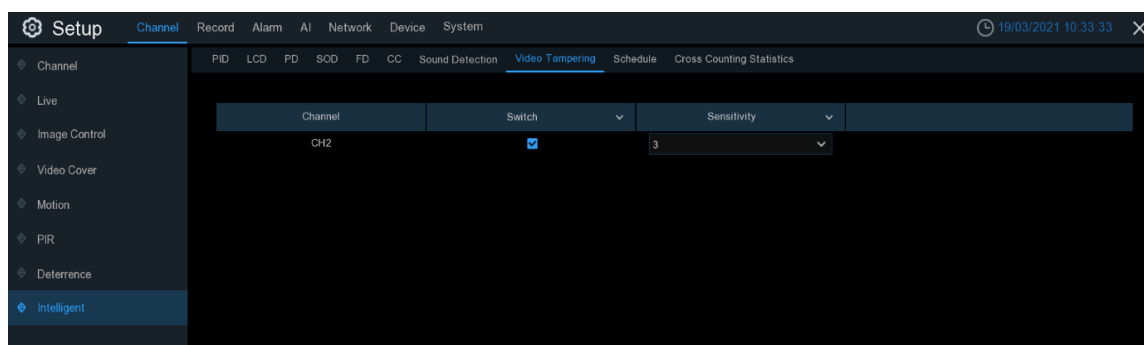 Setup Channel Record Alarm AI Network Device System 19/03/2021 10:33:33
Channel PID LCD PD SOD FD CC Sound Detection Video Tampering Schedule Cross Counting Statistics
Live
Channel Switch Sensitivity
Image Control
CH2 3
Video Cover
Motion
PIR
Deterrence
Intelligent